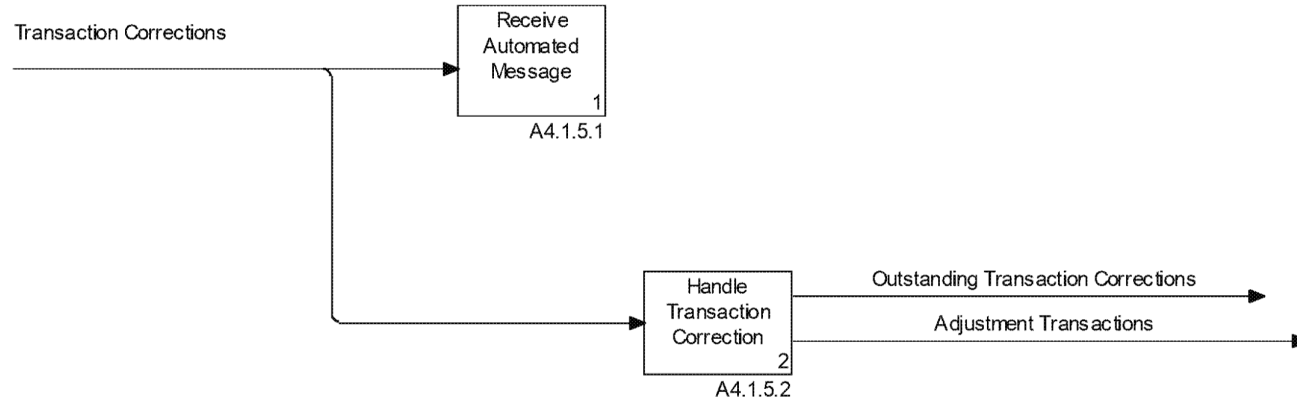 Transaction Corrections
Receive
Automated
Message
1
A4.1.5.1
Handle
Transaction
Correction
2
A4.1.5.2
Outstanding Transaction Corrections
Adjustment Transactions